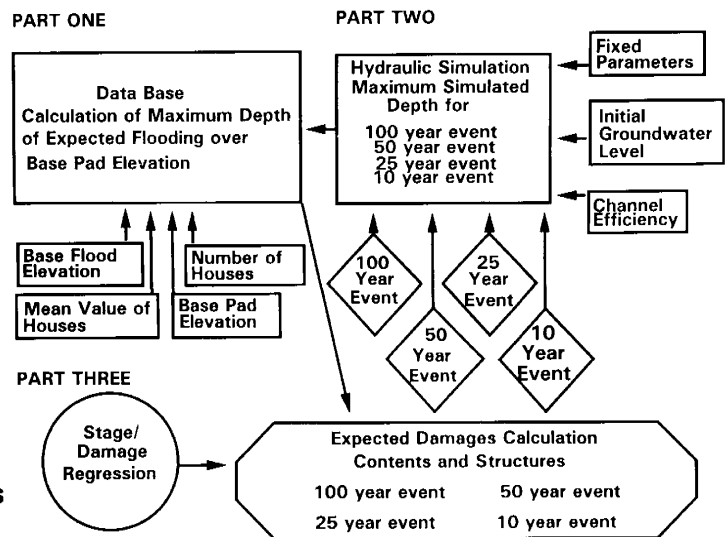 PART ONE
Data Base
Calculation of Maximum Depth
of Expected Flooding over
Base Pad Elevation
Base Flood
Elevation
Number of
Houses
Mean Value of
Houses
Base Pad
Elevation
PART TWO
Hydraulic Simulation
Maximum Simulated
Depth for
100 year event
50 year event
25 year event
10 year event
Fixed
Parameters
Initial
Groundwater
Level
Channel
Efficiency
100
Year
Event
25
Year
Event
50
Year
Event
10
Year
Event
PART THREE
Stage/
Damage
Regression
Expected Damages Calculation
Contents and Structures
100 year event 50 year event
25 year event 10 year event